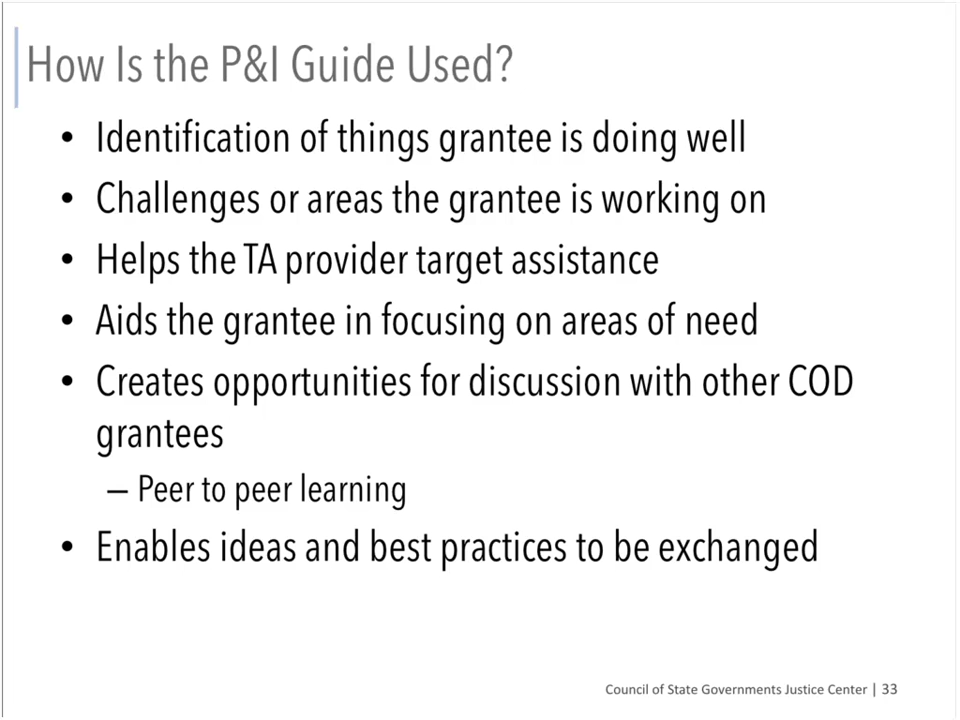 How Is the P&I Guide Used?
• Identification of things grantee is doing well
• Challenges or areas the grantee is working on
• Helps the TA provider target assistance
• Aids the grantee in focusing on areas of need
• Creates opportunities for discussion with other COD
grantees
– Peer to peer learning
• Enables ideas and best practices to be exchanged
Council of State Governments Justice Center | 33